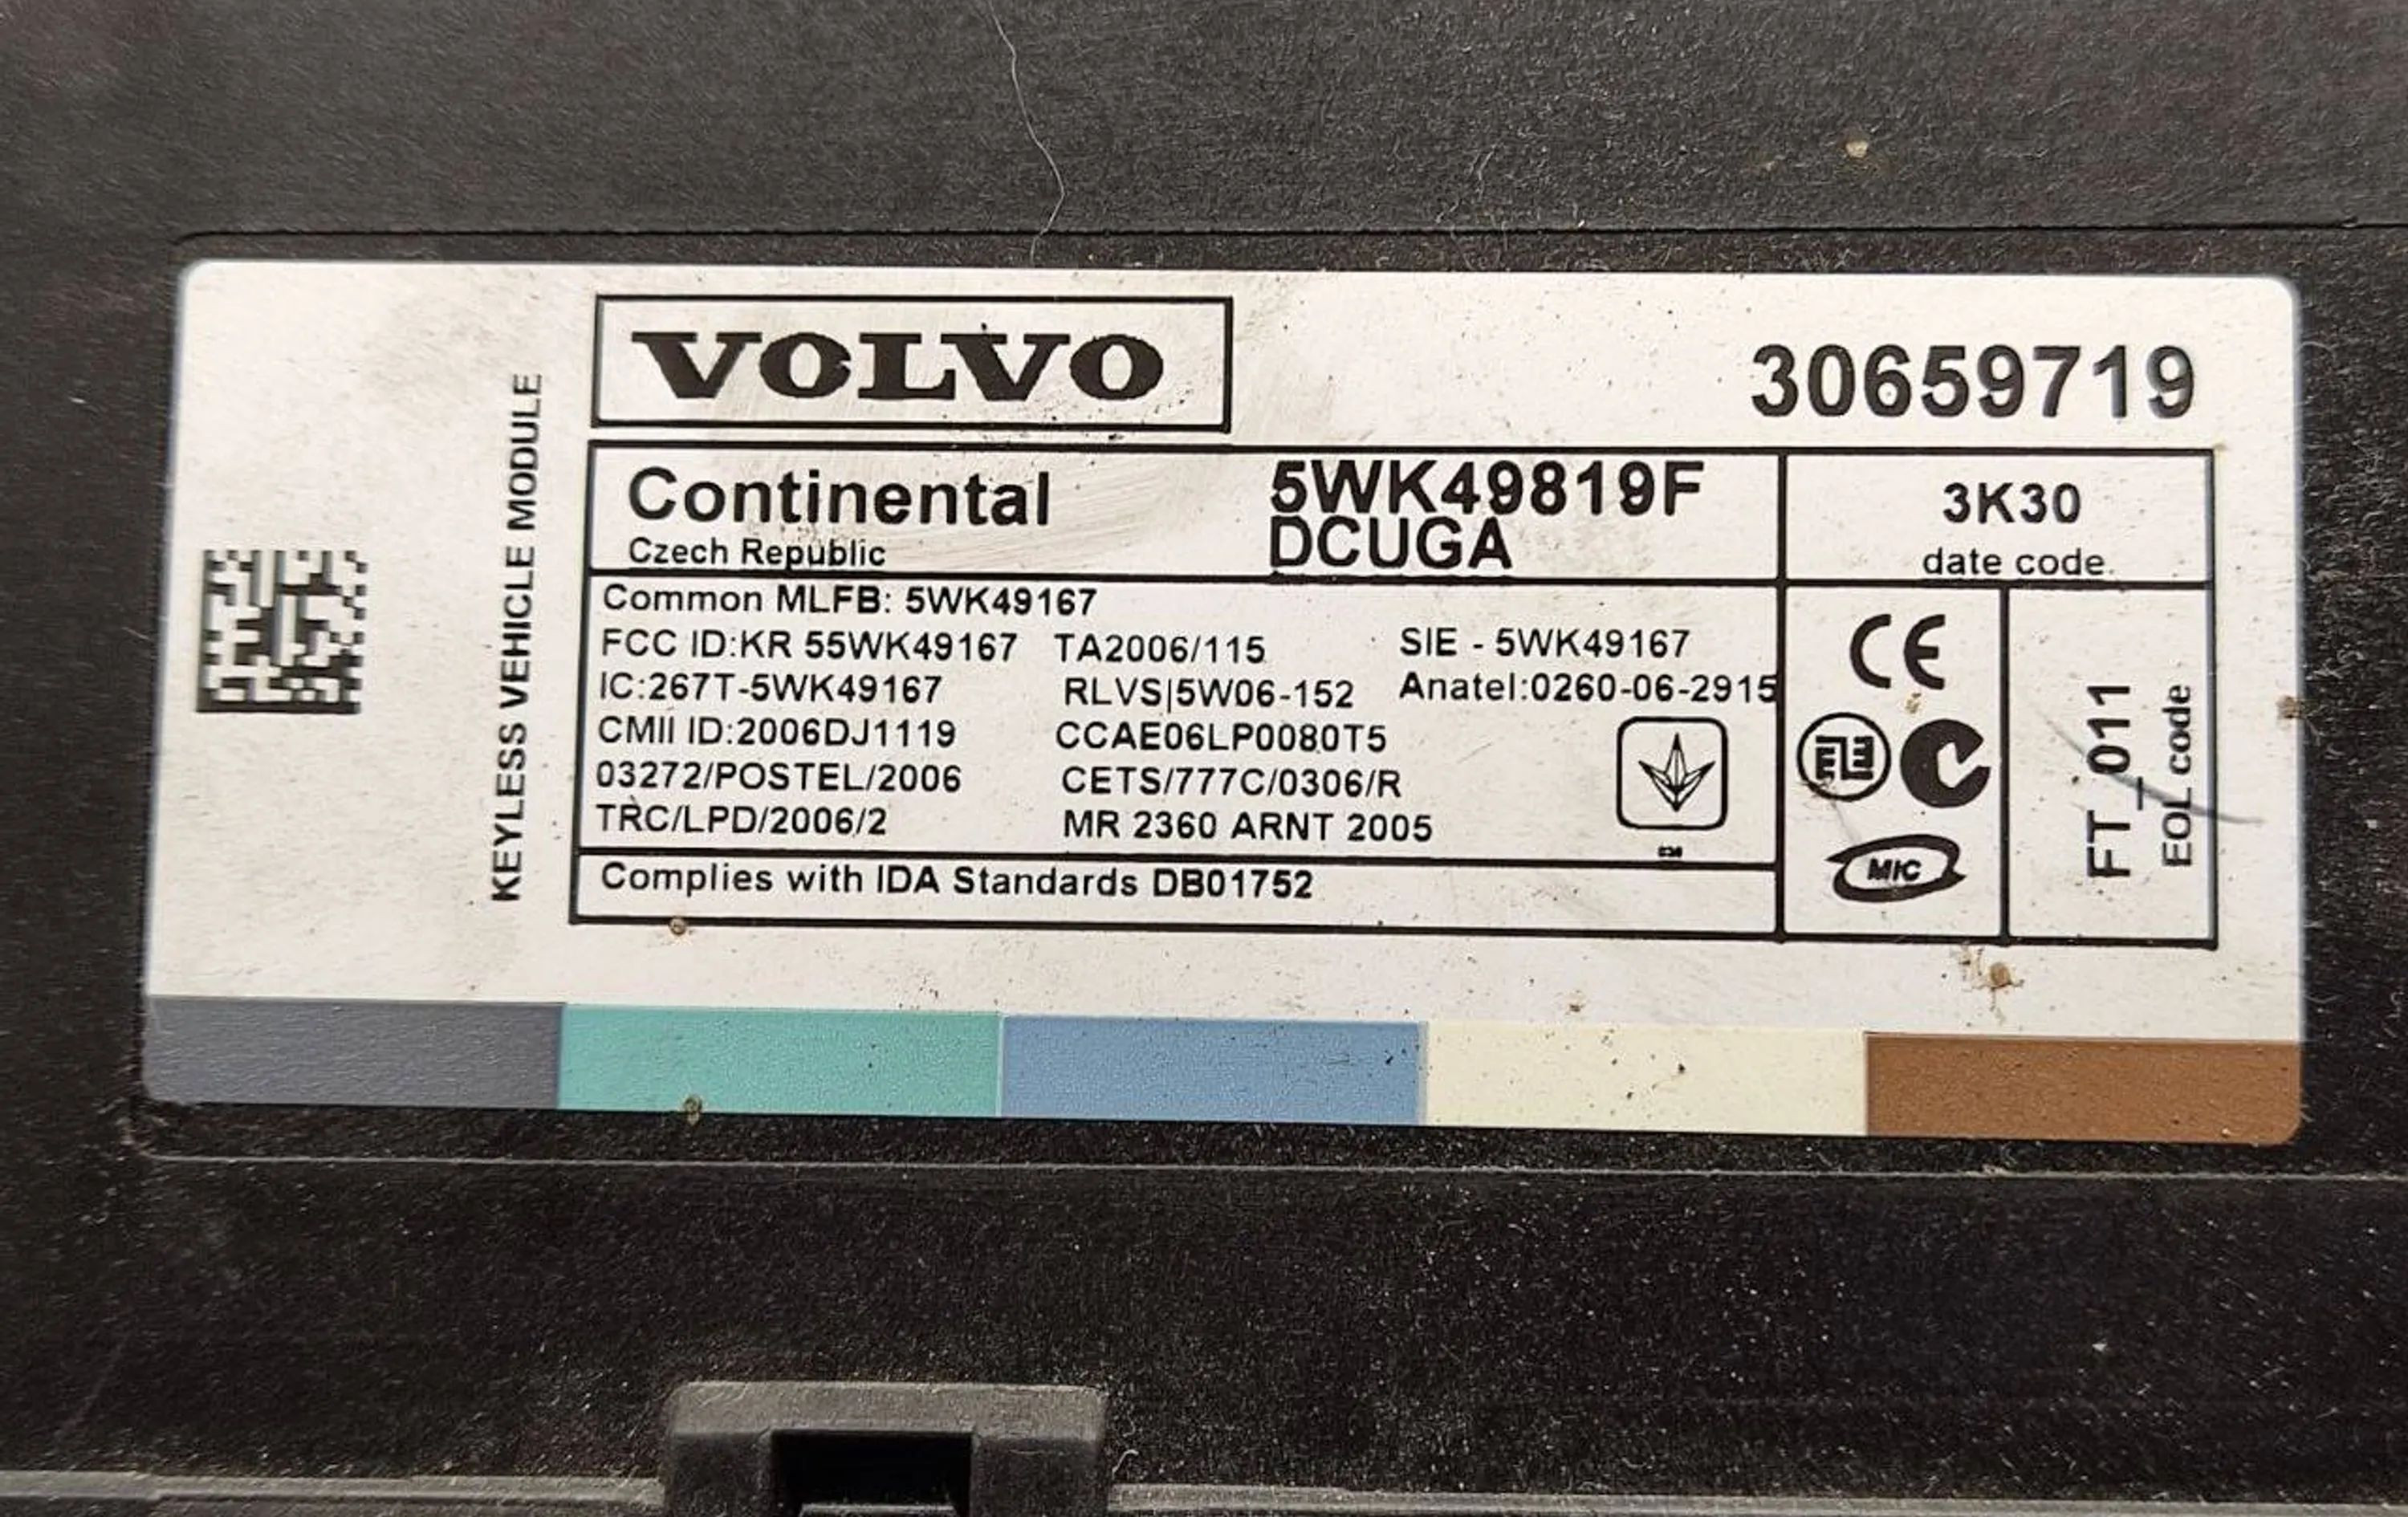 VOLVO
30659719
KEYLESS VEHICLE MODULE
Continental
5WK49819F
Czech Republic
DCUGA
3K30
date code
Common MLFB: 5WK49167
FCC ID:KR 55WK49167 TA2006/115 SIE - 5WK49167
IC:267T-5WK49167 RLVS|5W06-152 Anatel:0260-06-2915
CMII ID:2006DJ1119 CCAE06LP0080T5
03272/POSTEL/2006 CETS/777C/0306/R
TRC/LPD/2006/2 MR 2360 ARNT 2005
Complies with IDA Standards DB01752
CE
MIC
FT_011
EOL code